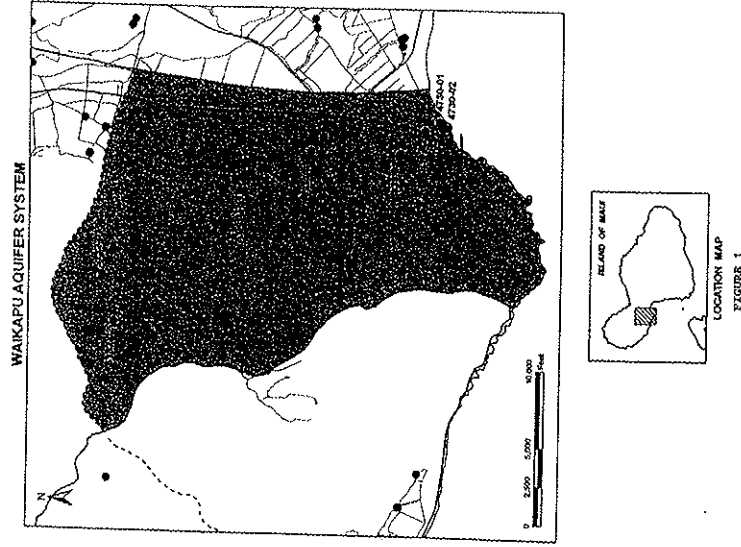 WAIKAPU AQUIFER SYSTEM
4730-01
4730-02
N
0 2,500 5,000 10,000
Feet
ISLAND OF MAUI
LOCATION MAP
FIGURE 1